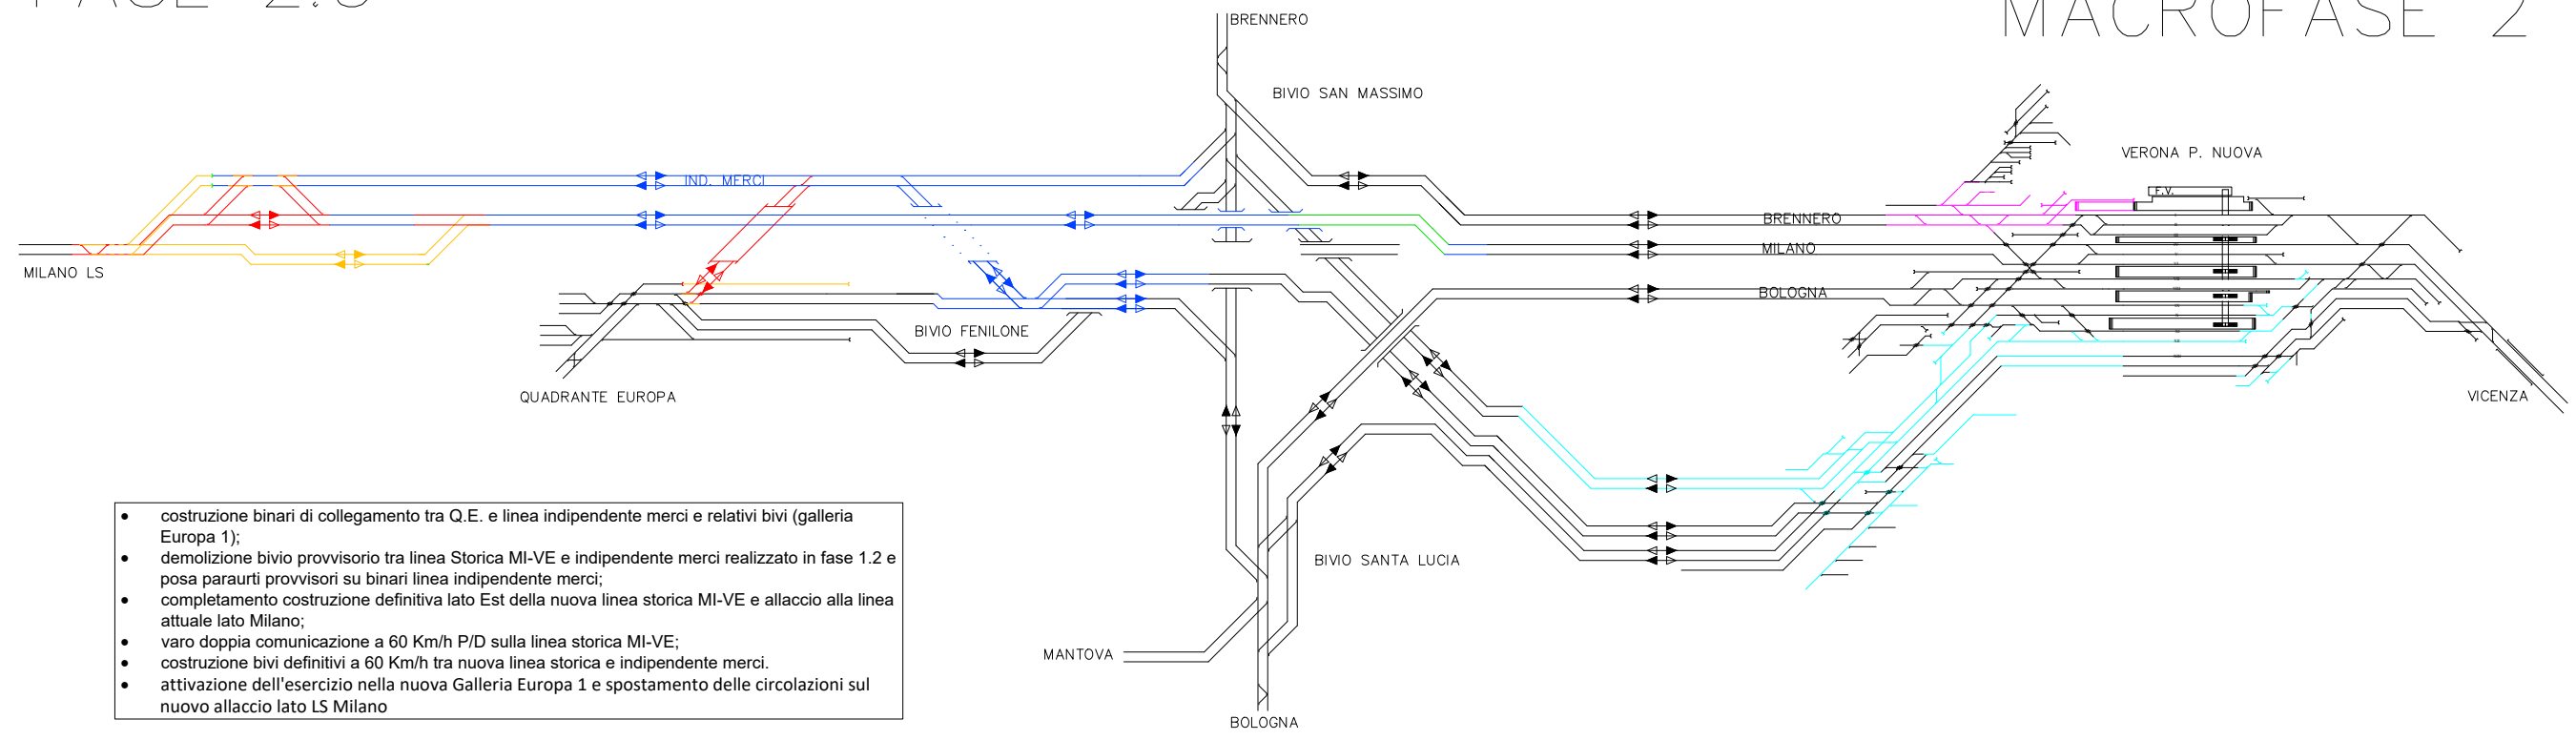 MACROFASE 2
BRENNERO
BIVIO SAN MASSIMO
VERONA P. NUOVA
IND. MERCI
F.V.
BRENNERO
MILANO
MILANO LS
BOLOGNA
BIVIO FENILONE
QUADRANTE EUROPA
VICENZA
• costruzione binari di collegamento tra Q.E. e linea indipendente merci e relativi bivi (galleria
Europa 1);
• demolizione bivio provvisorio tra linea Storica MI-VE e indipendente merci realizzato in fase 1.2 e
posa paraurti provvisori su binari linea indipendente merci;
• completamento costruzione definitiva lato Est della nuova linea storica MI-VE e allaccio alla linea
attuale lato Milano;
• varo doppia comunicazione a 60 Km/h P/D sulla linea storica MI-VE;
• costruzione bivi definitivi a 60 Km/h tra nuova linea storica e indipendente merci.
• attivazione dell'esercizio nella nuova Galleria Europa 1 e spostamento delle circolazioni sul
nuovo allaccio lato LS Milano
BIVIO SANTA LUCIA
MANTOVA
BOLOGNA